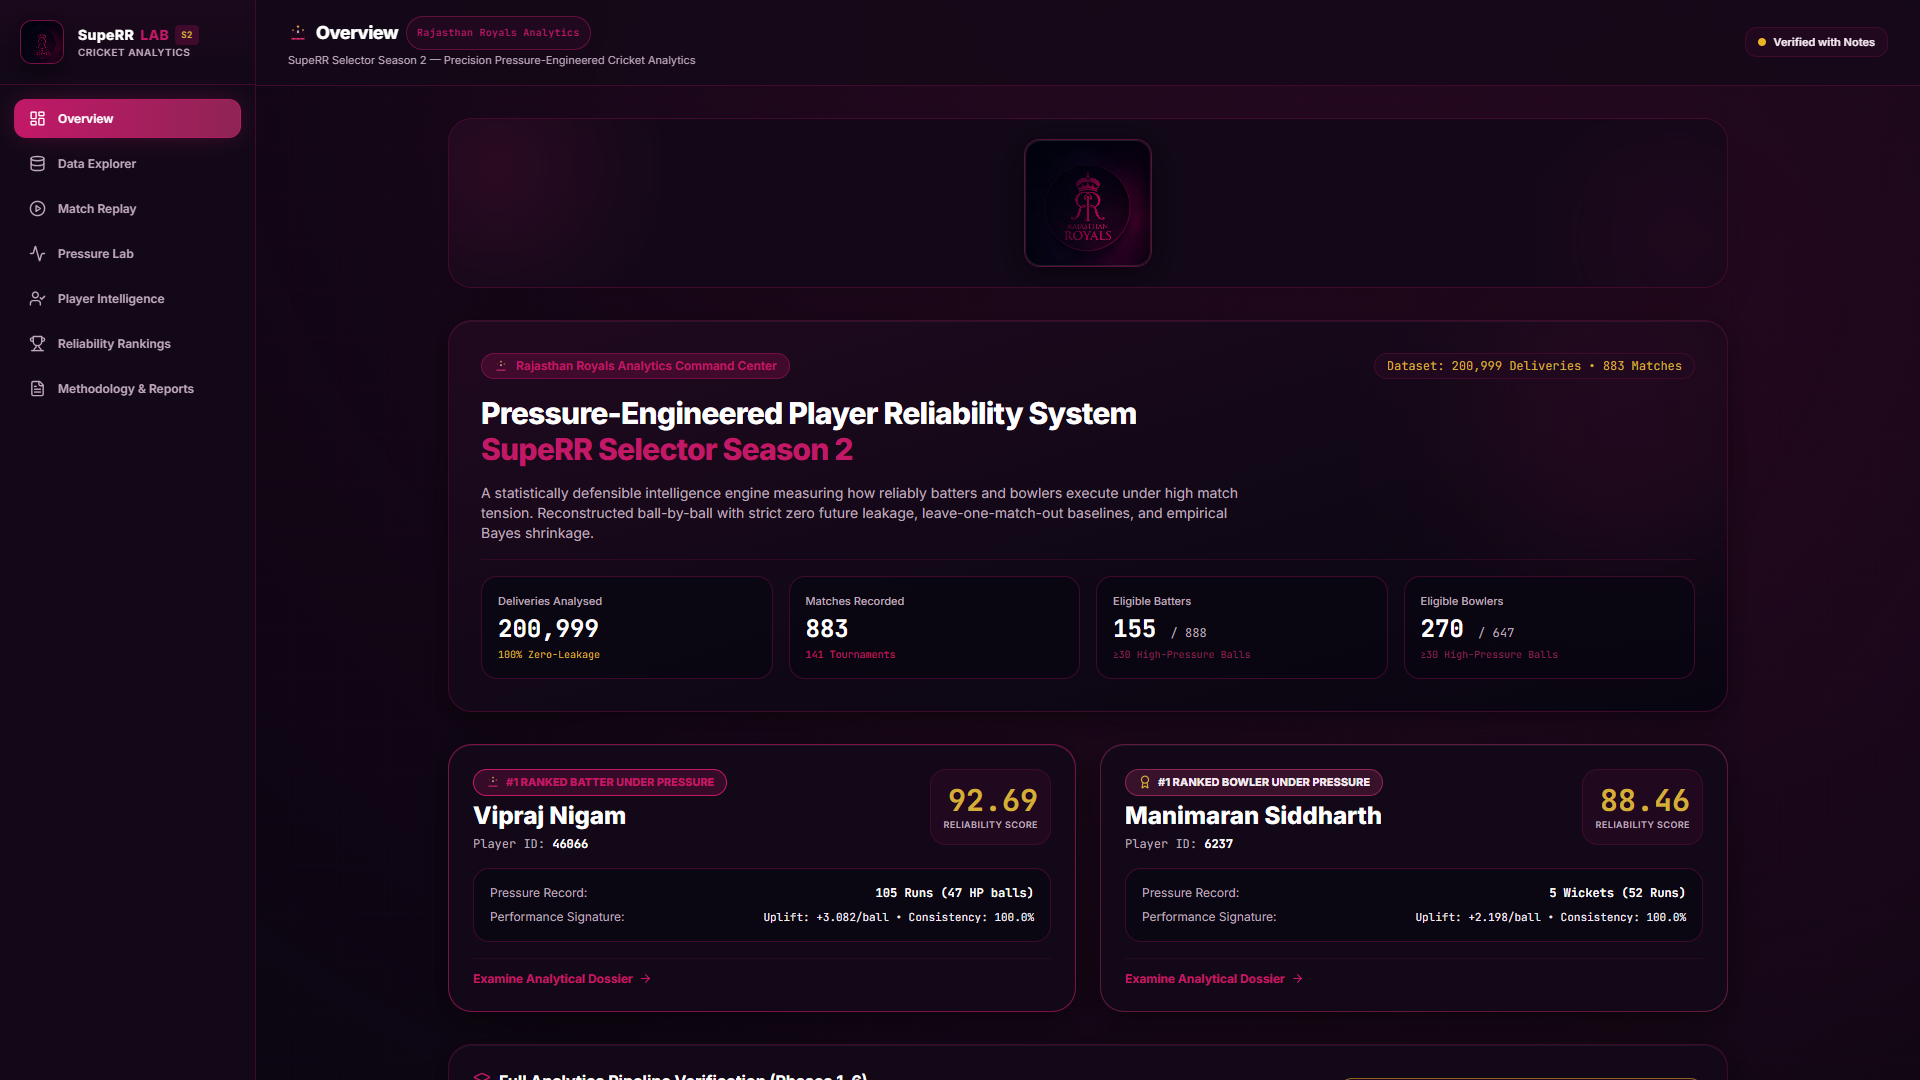 SupeRR LAB S2
CRICKET ANALYTICS
Overview
Data Explorer
Match Replay
Pressure Lab
Player Intelligence
Reliability Rankings
Methodology & Reports
Overview Rajasthan Royals Analytics
SupeRR Selector Season 2 — Precision Pressure-Engineered Cricket Analytics
Verified with Notes
RAJASTHAN
ROYALS
Rajasthan Royals Analytics Command Center
Dataset: 200,999 Deliveries • 883 Matches
Pressure-Engineered Player Reliability System
SupeRR Selector Season 2
A statistically defensible intelligence engine measuring how reliably batters and bowlers execute under high match
tension. Reconstructed ball-by-ball with strict zero future leakage, leave-one-match-out baselines, and empirical
Bayes shrinkage.
Deliveries Analysed
200,999
100% Zero-Leakage
Matches Recorded
883
141 Tournaments
Eligible Batters
155 / 888
≥30 High-Pressure Balls
Eligible Bowlers
270 / 647
≥30 High-Pressure Balls
#1 RANKED BATTER UNDER PRESSURE
Vipraj Nigam
Player ID: 46066
92.69
RELIABILITY SCORE
Pressure Record: 105 Runs (47 HP balls)
Performance Signature: Uplift: +3.082/ball • Consistency: 100.0%
Examine Analytical Dossier →
#1 RANKED BOWLER UNDER PRESSURE
Manimaran Siddharth
Player ID: 6237
88.46
RELIABILITY SCORE
Pressure Record: 5 Wickets (52 Runs)
Performance Signature: Uplift: +2.198/ball • Consistency: 100.0%
Examine Analytical Dossier →
Full Analytics Pipeline Verification (Phases 1-6)